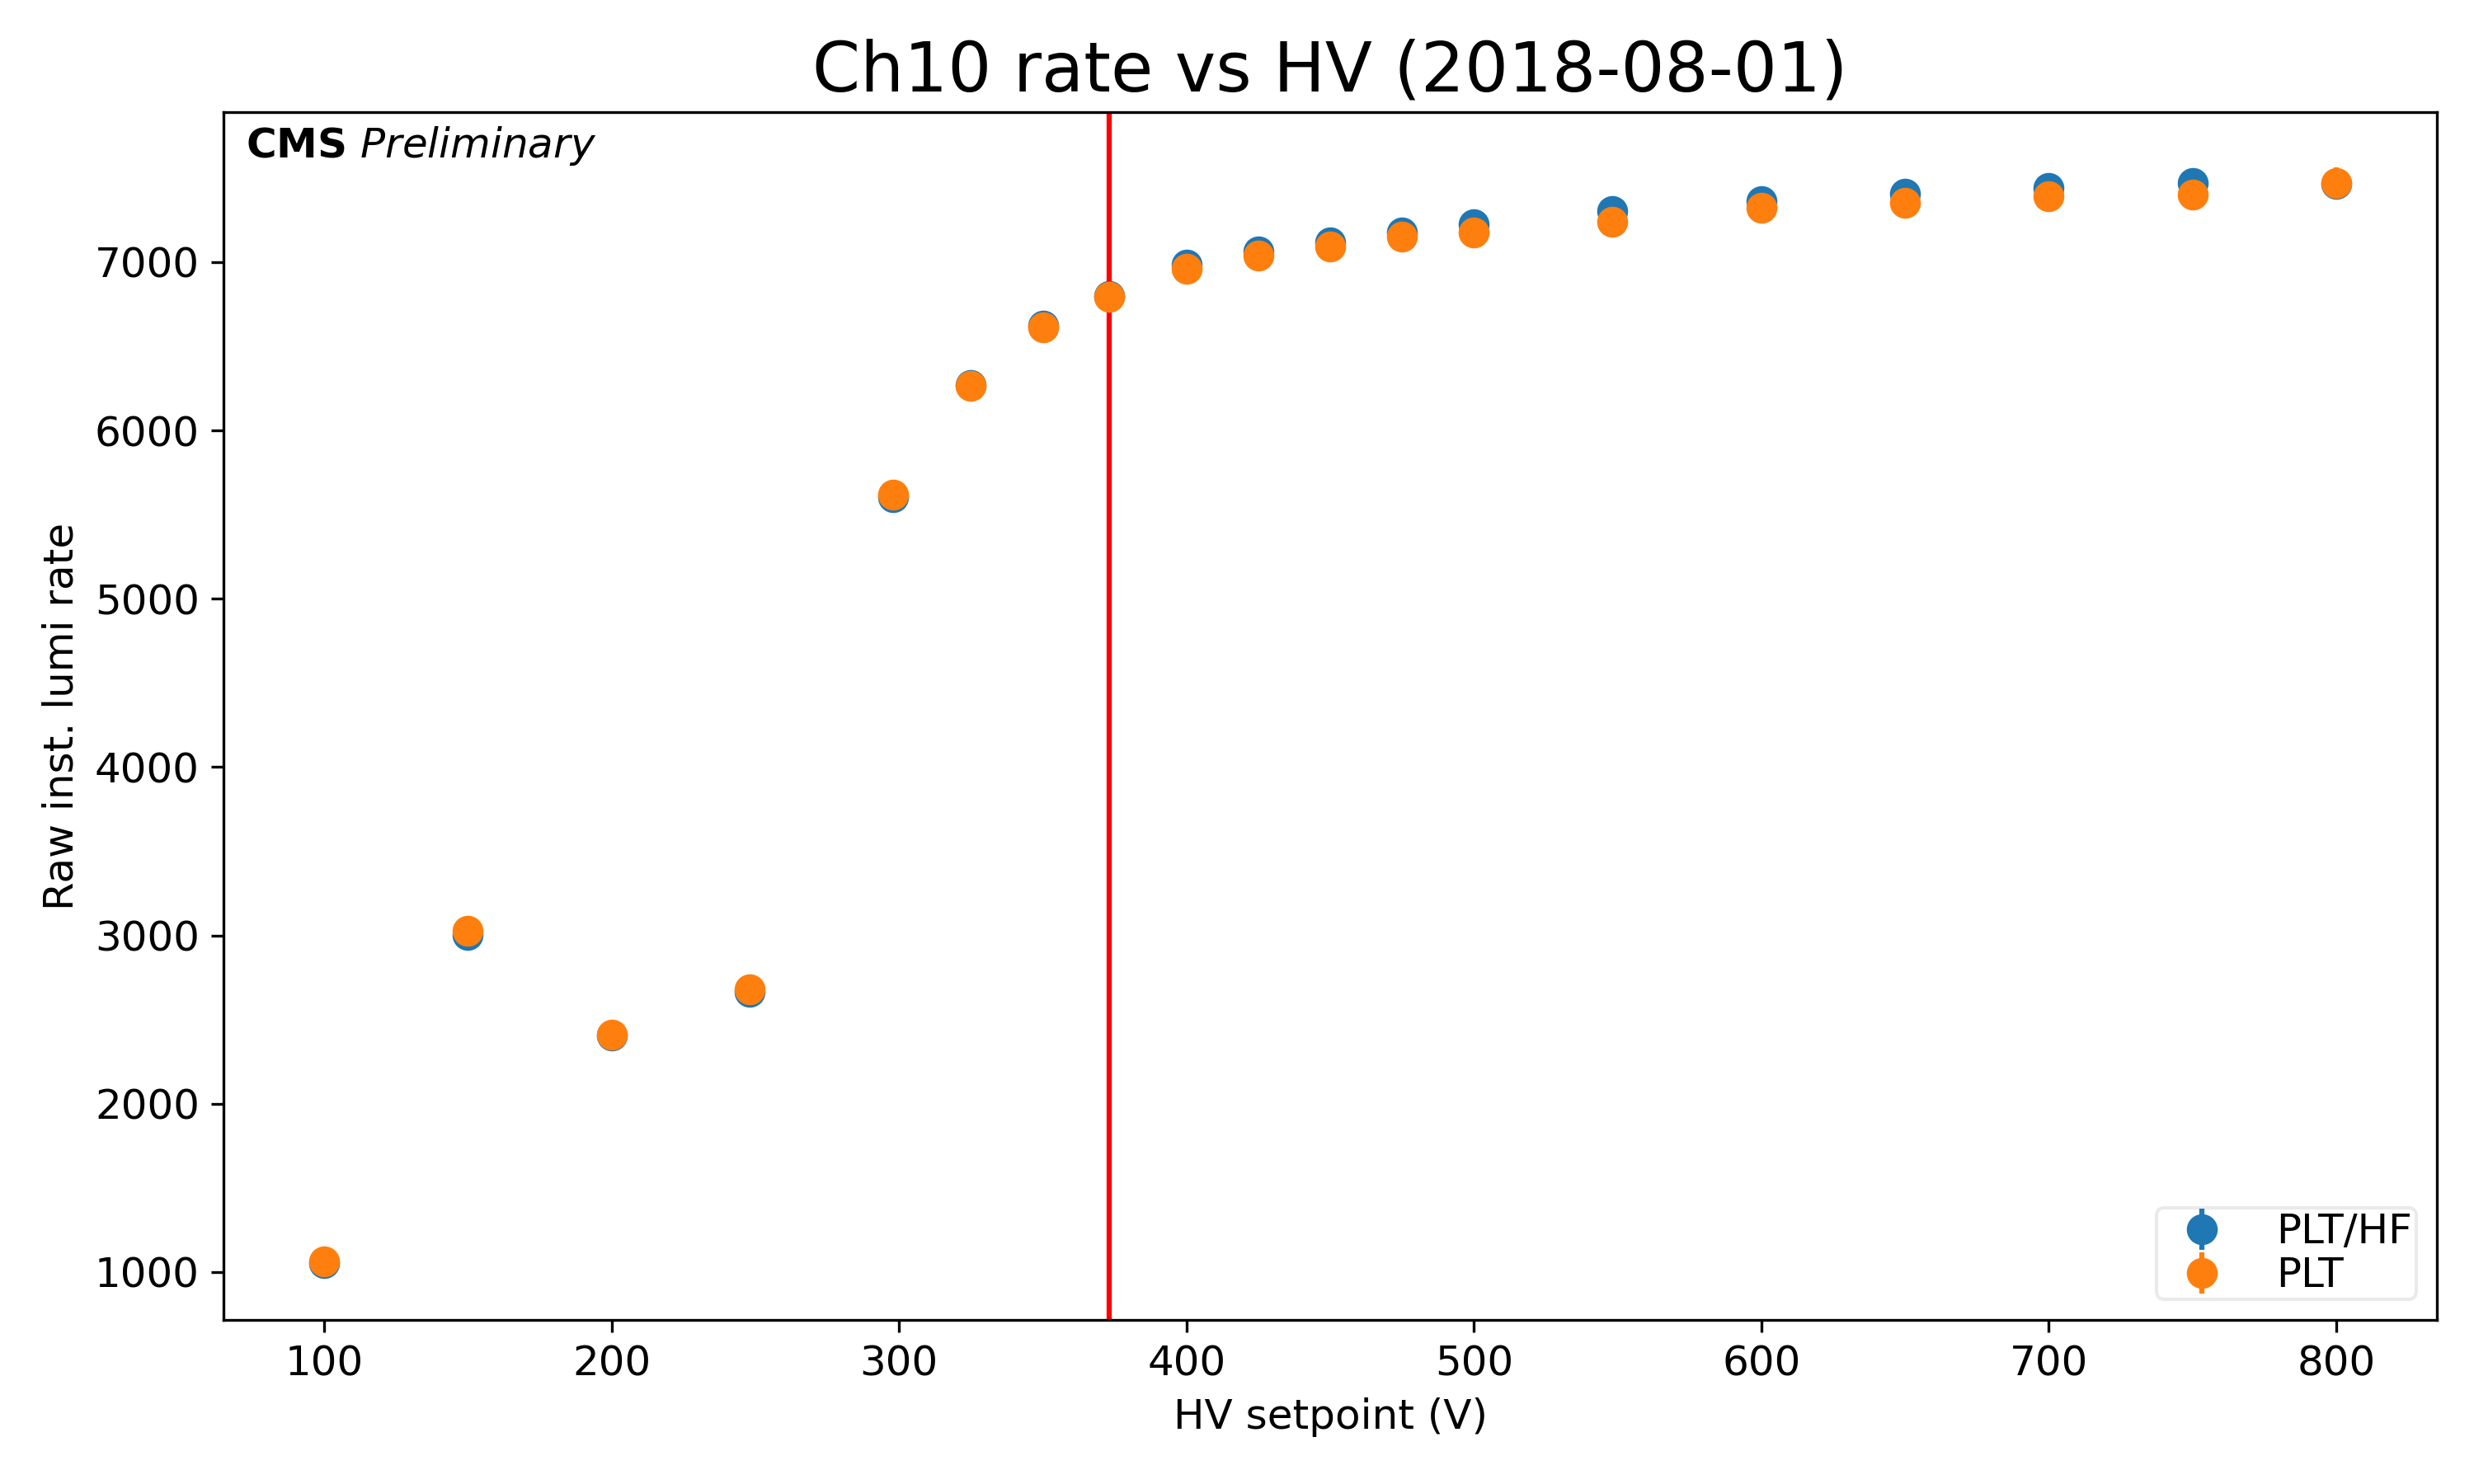 Ch10 rate vs HV (2018-08-01)
CMS Preliminary
Raw inst. lumi rate
7000
6000
5000
4000
3000
2000
1000
100 200 300 400 500 600 700 800
HV setpoint (V)
PLT/HF
PLT